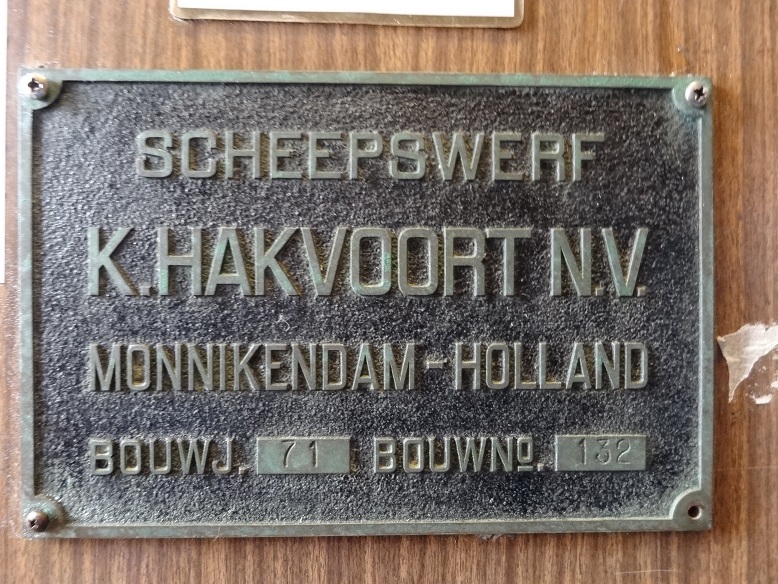 SCHEEPSWERF
K. HAKVOORT N.V.
MONNIKENDAM-HOLLAND
BOUWJ. 71 BOUWNº. 132